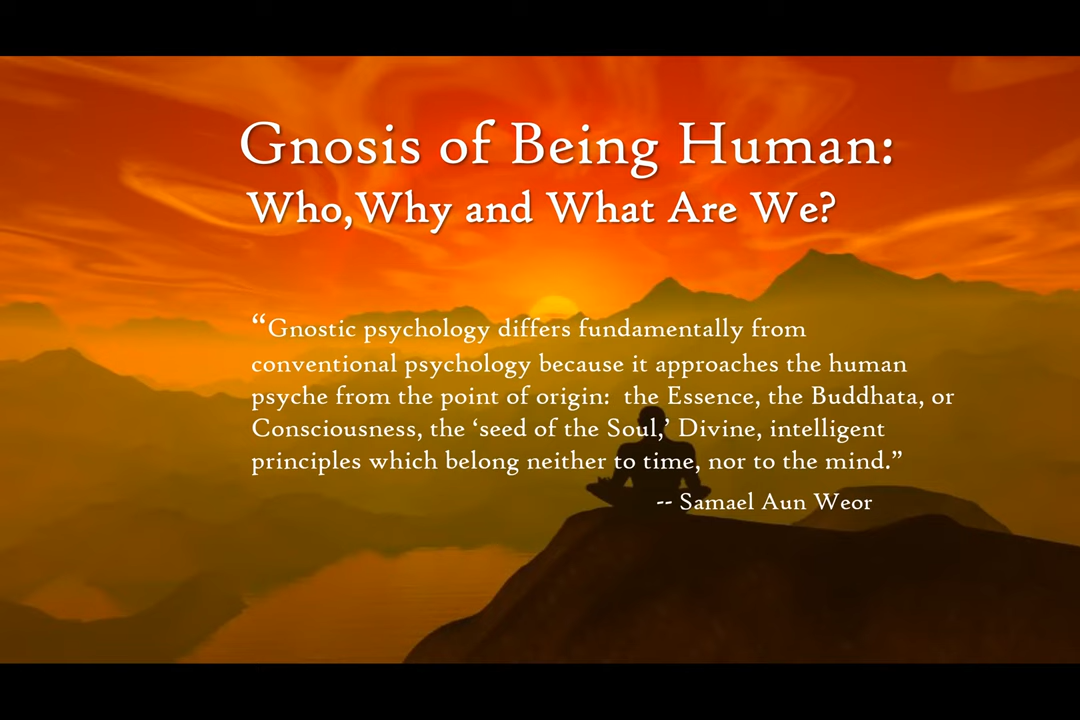 Gnosis of Being Human:
Who,Why and What Are We?
“Gnostic psychology differs fundamentally from
conventional psychology because it approaches the human
psyche from the point of origin:  the Essence, the Buddhata, or
Consciousness, the ‘seed of the Soul,’ Divine, intelligent
principles which belong neither to time, nor to the mind.”
-- Samael Aun Weor